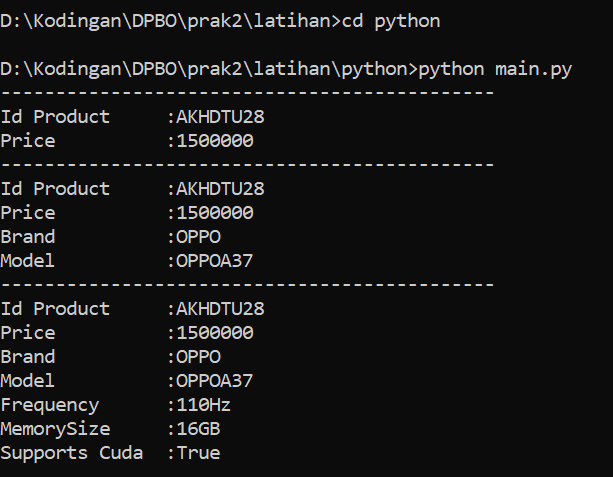 D:\Kodingan\DPBO\prak2\latihan>cd python
D:\Kodingan\DPBO\prak2\latihan\python>python main.py
---------------------------------------------
Id Product     :AKHDTU28
Price          :1500000
---------------------------------------------
Id Product     :AKHDTU28
Price          :1500000
Brand          :OPPO
Model          :OPPOA37
---------------------------------------------
Id Product     :AKHDTU28
Price          :1500000
Brand          :OPPO
Model          :OPPOA37
Frequency      :110Hz
MemorySize     :16GB
Supports Cuda  :True